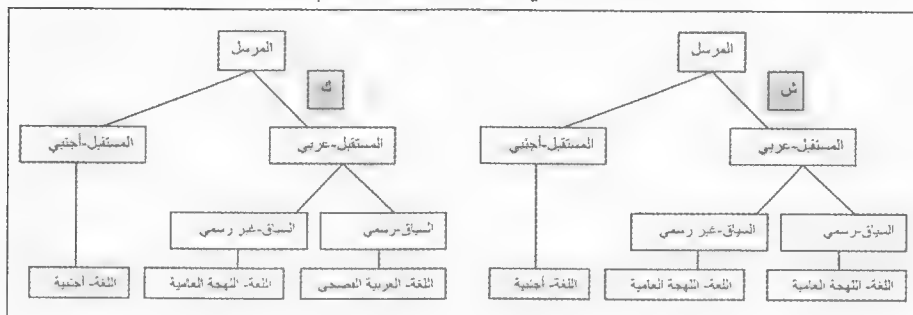 المرسل
ش
المستقبل-عربي
المستقبل-أجنبي
السياق-رسمي
السياق-غير رسمي
اللغة- اللهجة العامية
اللغة- اللهجة العامية
اللغة- أجنبية
المرسل
ك
المستقبل-عربي
المستقبل-أجنبي
السياق-رسمي
السياق-غير رسمي
اللغة- العربية الفصحى
اللغة- اللهجة العامية
اللغة- أجنبية